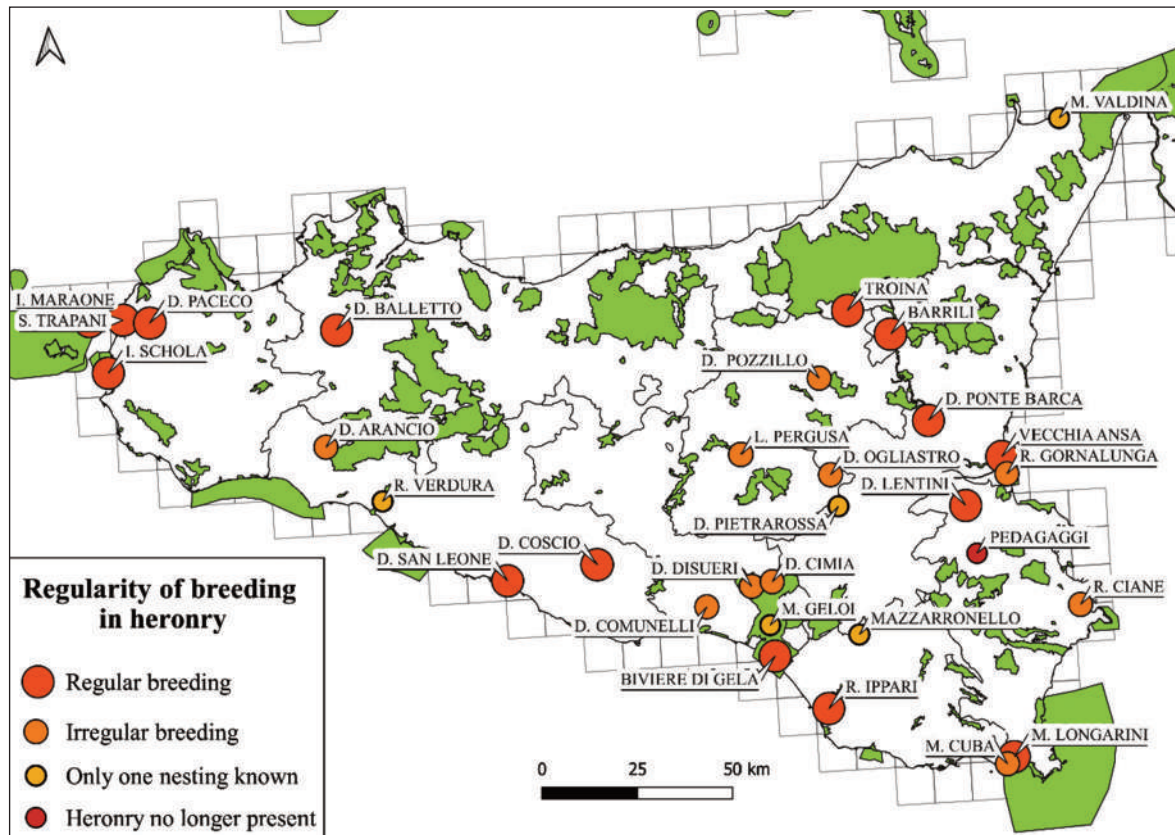 M. VALDINA
I. MARAONE
D. PACECO
S. TRAPANI
D. BALLETTO
I. SCHOLA
TROINA
BARRILI
D. POZZILLO
D. PONTE BARCA
D. ARANCIO
L. PERGUSA
VECCHIA ANSA
D. OGLIASTRO
R. GORNALUNGA
R. VERDURA
D. LENTINI
D. PIETRAROSSA
D. COSCIO
PEDAGAGGI
D. SAN LEONE
D. DISUERI
D. CIMIA
R. CIANE
D. COMUNELLI
M. GELOI
MAZZARRONELLO
BIVIERE DI GELA
R. IPPARI
M. CUBA
M. LONGARINI
Regularity of breeding
in heronry
Regular breeding
Irregular breeding
Only one nesting known
Heronry no longer present
0 25 50 km